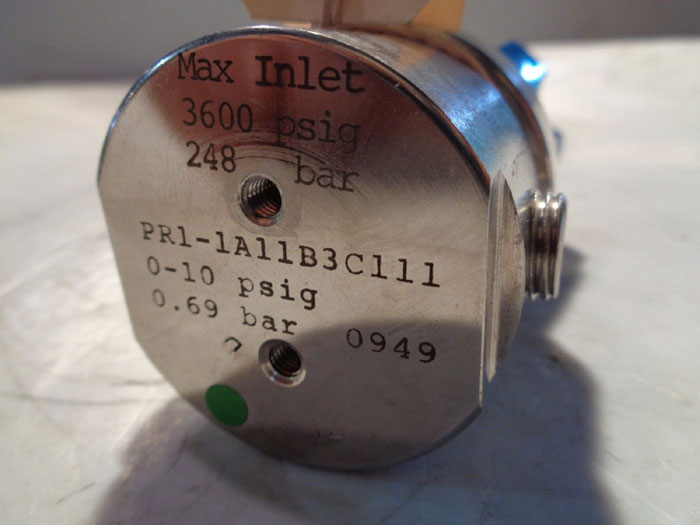 Max Inlet
3600 psig
248 bar
PR1-1A11B3C111
0-10 psig
0.69 bar 0949